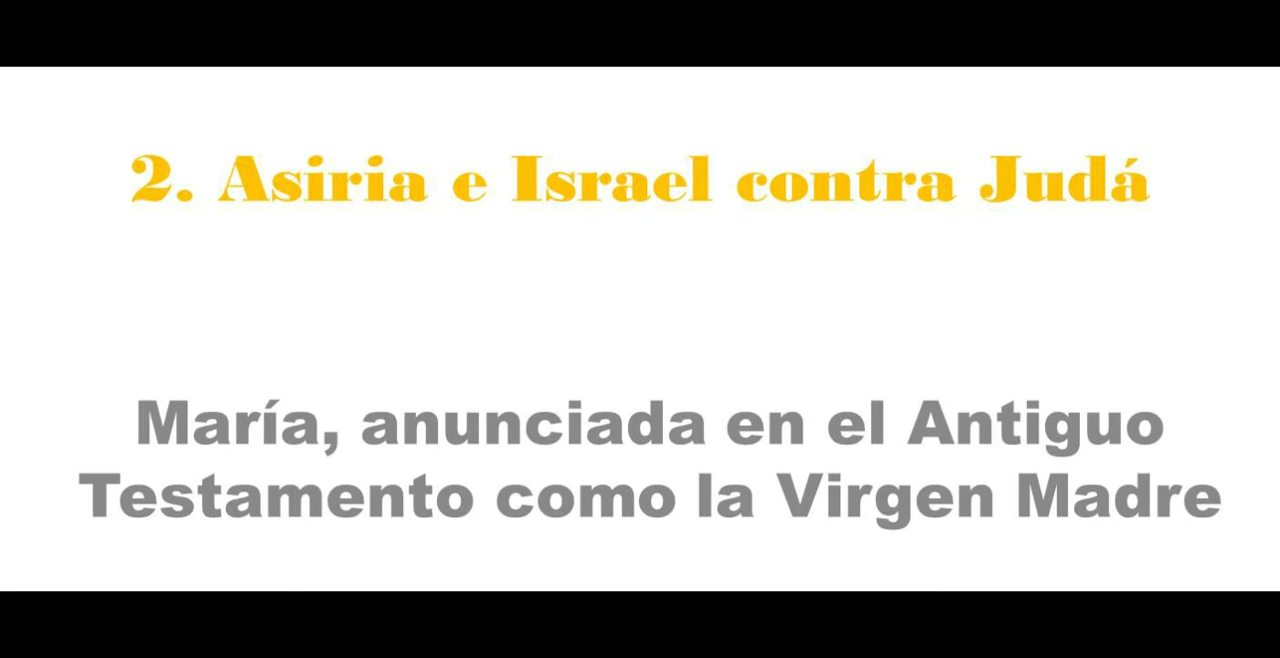 2. Asiria e Israel contra Judá
María, anunciada en el Antiguo
Testamento como la Virgen Madre